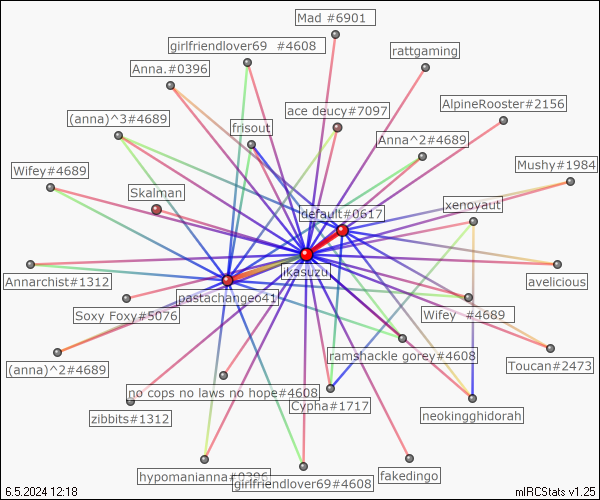 Mad #6901
girlfriendlover69 #4608
rattgaming
Anna.#0396
AlpineRooster#2156
ace deucy#7097
(anna)^3#4689
frisout
Anna^2#4689
Mushy#1984
Wifey#4689
Skalman
xenoyaut
default#0617
ikasuzu
Annarchist#1312
avelicious
pastachangeo41
Soxy Foxy#5076
Wifey #4689
ramshackle gorey#4608
(anna)^2#4689
Toucan#2473
no cops no laws no hope#4608
Cypha#1717
zibbits#1312
neokingghidorah
hypomanianna#0396
girlfriendlover69#4608
fakedingo
6.5.2024 12:18
mIRCStats v1.25